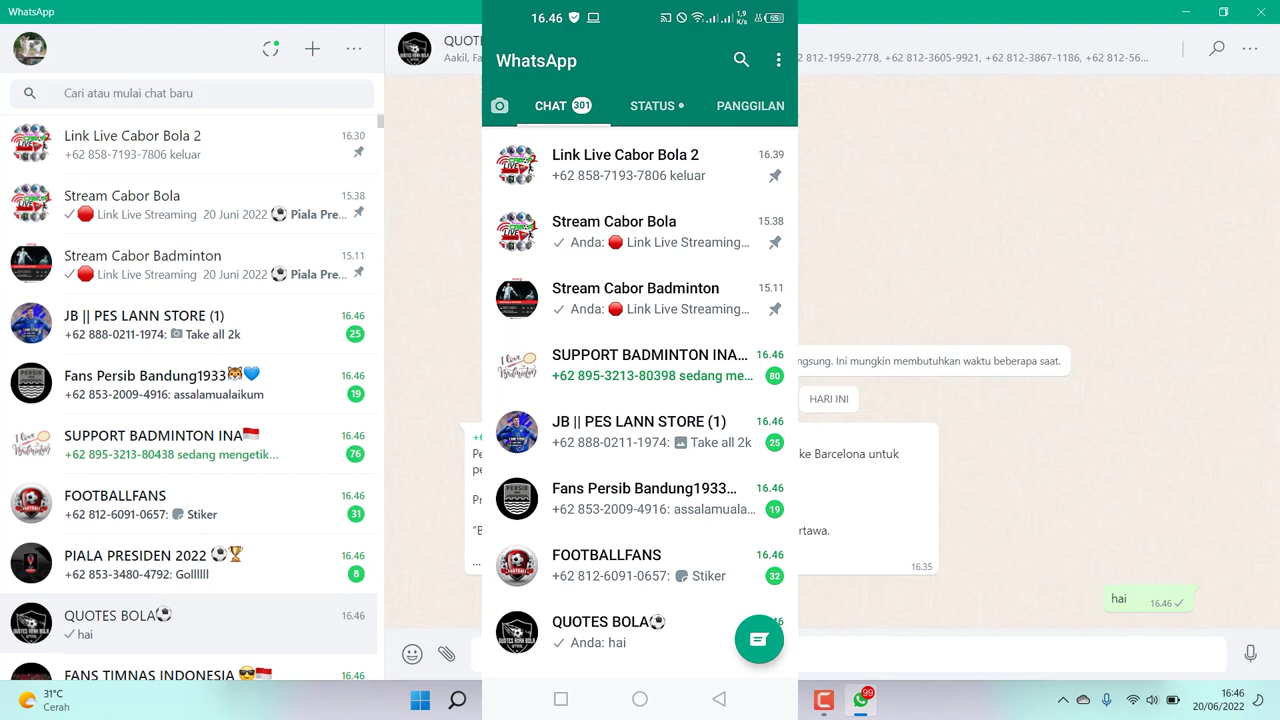 WhatsApp
Cari atau mulai chat baru
Link Live Cabor Bola 2
16.30
+62 858-7193-7806 keluar
Stream Cabor Bola
15.38
✓🛑 Link Live Streaming 20 Juni 2022 ⚽ Piala Pre...
Stream Cabor Badminton
15.11
✓🛑 Link Live Streaming 20 Juni 2022 ⚽ Piala Pre...
JB || PES LANN STORE (1)
16.46
+62 888-0211-1974: 📷 Take all 2k
25
Fans Persib Bandung1933🐯💙
16.46
+62 853-2009-4916: assalamualaikum
19
SUPPORT BADMINTON INA🇮🇩
16.46
+62 895-3213-80438 sedang mengetik...
76
FOOTBALLFANS
16.46
+62 812-6091-0657: Stiker
31
PIALA PRESIDEN 2022 ⚽🏆
16.46
+62 853-3480-4792: Gollllll
8
QUOTES BOLA⚽
16.46
✓hai
FANS TIMNAS INDONESIA 😎🇮🇩
16.46
16.46
1,9
K/s
65
WhatsApp
CHAT 301
STATUS •
PANGGILAN
Link Live Cabor Bola 2
16.39
+62 858-7193-7806 keluar
Stream Cabor Bola
15.38
✓ Anda: 🛑 Link Live Streaming...
Stream Cabor Badminton
15.11
✓ Anda: 🛑 Link Live Streaming...
SUPPORT BADMINTON INA...
16.46
+62 895-3213-80398 sedang me...
80
JB || PES LANN STORE (1)
16.46
+62 888-0211-1974: Take all 2k
25
Fans Persib Bandung1933...
16.46
+62 853-2009-4916: assalamuala...
19
FOOTBALLFANS
16.46
+62 812-6091-0657: Stiker
32
QUOTES BOLA⚽
✓ Anda: hai
QUOTE
Aakil, Fa
812-1959-2778, +62 812-3605-9921, +62 812-3867-1186, +62 812-56...
ngsung. Ini mungkin membutuhkan waktu beberapa saat.
HARI INI
ke Barcelona untuk
rtawa.
16.35
hai
16.46 ✓
31°C
Cerah
99
16:46
20/06/2022